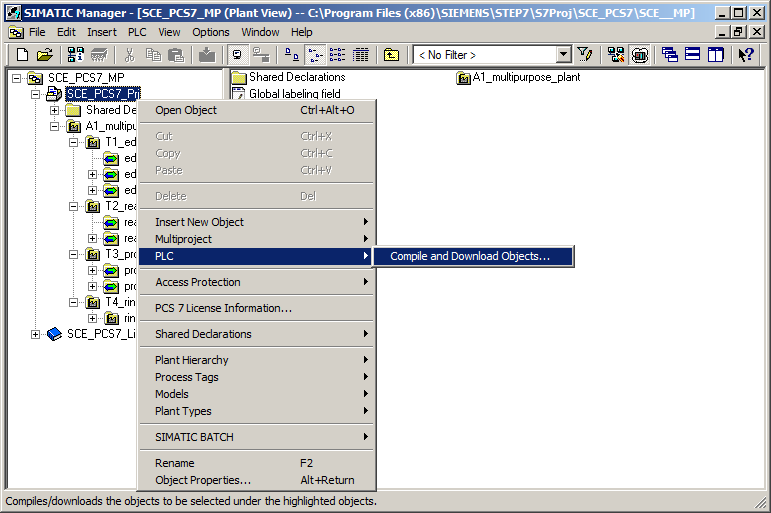 SIMATIC Manager - [SCE_PCS7_MP (Plant View) -- C:\Program Files (x86)\SIEMENS\STEP7\S7Proj\SCE_PCS7\SCE__MP]
File Edit Insert PLC View Options Window Help
< No Filter >
SCE_PCS7_MP
SCE_PCS7_Prj
Shared De
A1_multipu
T1_ed
ed
ed
ed
T2_rea
rea
rea
T3_pro
pro
pro
T4_rin
rin
SCE_PCS7_Li
Shared Declarations
A1_multipurpose_plant
Global labeling field
Open Object Ctrl+Alt+O
Cut Ctrl+X
Copy Ctrl+C
Paste Ctrl+V
Delete Del
Insert New Object
Multiproject
PLC
Compile and Download Objects...
Access Protection
PCS 7 License Information...
Shared Declarations
Plant Hierarchy
Process Tags
Models
Plant Types
SIMATIC BATCH
Rename F2
Object Properties... Alt+Return
Compiles/downloads the objects to be selected under the highlighted objects.